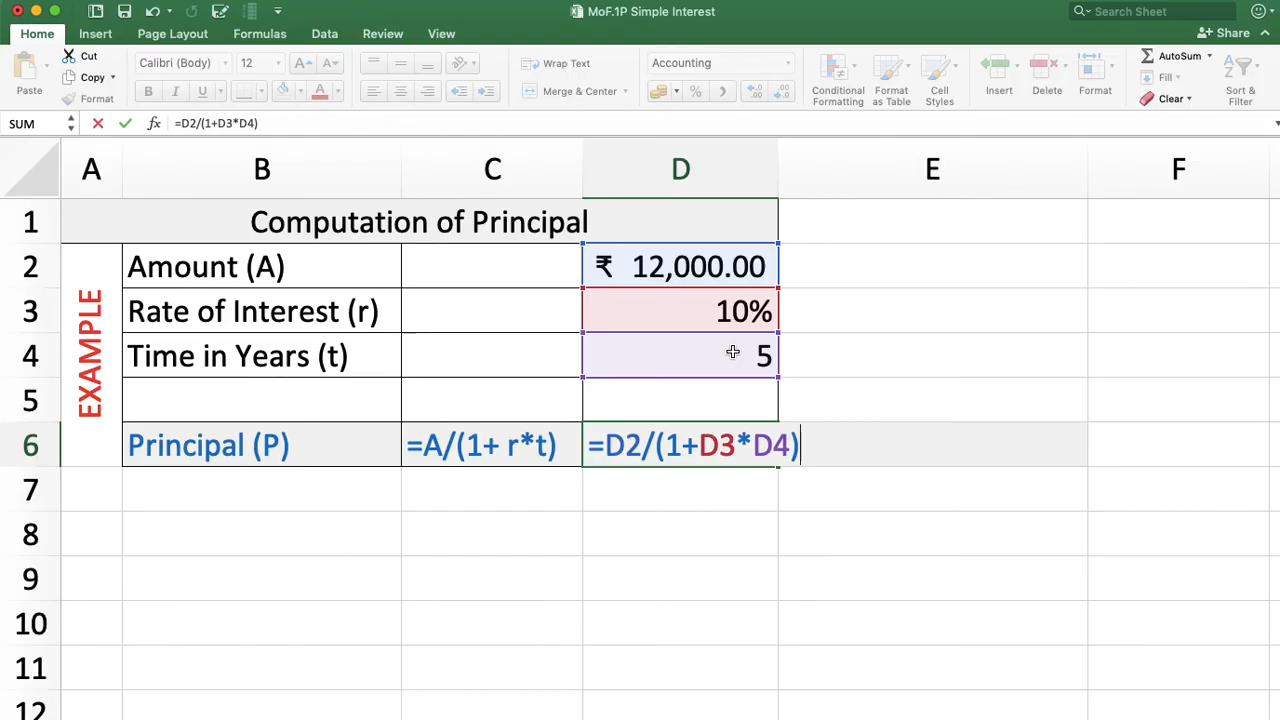 MoF.1P Simple Interest
Search Sheet
Home Insert Page Layout Formulas Data Review View
Share
Paste
Cut
Copy
Format
Calibri (Body) 12
B I U
Wrap Text
Merge & Center
Accounting
Conditional Formatting
Format as Table
Cell Styles
Insert
Delete
Format
AutoSum
Fill
Clear
Sort & Filter
SUM fx =D2/(1+D3*D4)
A B C D E F
1 Computation of Principal
EXAMPLE
2 Amount (A) ₹ 12,000.00
3 Rate of Interest (r) 10%
4 Time in Years (t) 5
5
6 Principal (P) =A/(1+ r*t) =D2/(1+D3*D4)
7
8
9
10
11
12